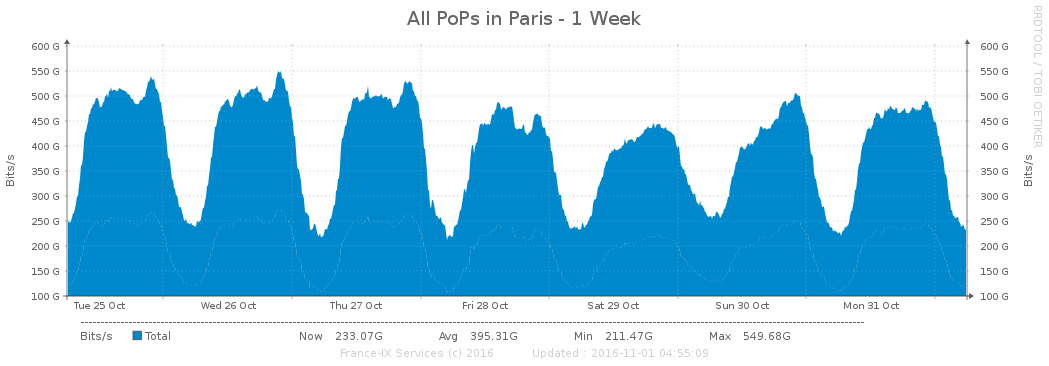 All PoPs in Paris - 1 Week
RRDTOOL / TOBI OETIKER
600 G 600 G
550 G 550 G
500 G 500 G
450 G 450 G
400 G 400 G
350 G 350 G
300 G 300 G
250 G 250 G
200 G 200 G
150 G 150 G
100 G 100 G
Bits/s
Bits/s
Tue 25 Oct Wed 26 Oct Thu 27 Oct Fri 28 Oct Sat 29 Oct Sun 30 Oct Mon 31 Oct
Bits/s Total Now 233.07G Avg 395.31G Min 211.47G Max 549.68G
France-IX Services (c) 2016 Updated : 2016-11-01 04:55:09